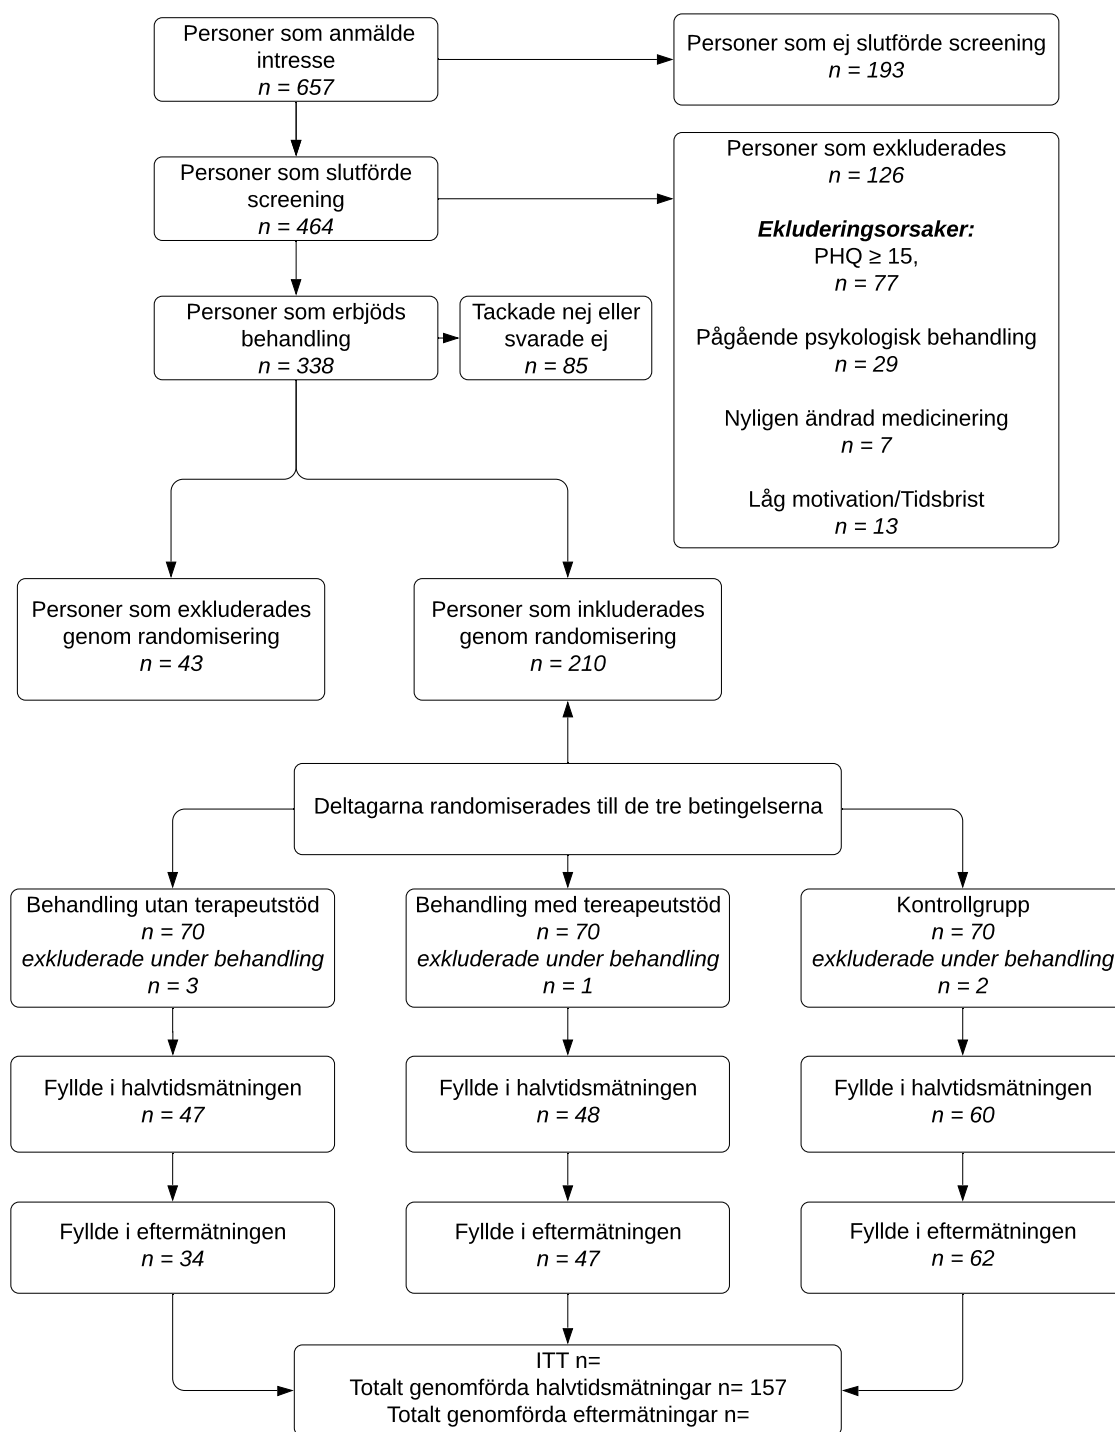 Personer som anmälde
intresse
n = 657
Personer som ej slutförde screening
n = 193
Personer som slutförde
screening
n = 464
Personer som exkluderades
n = 126
Ekluderingsorsaker:
PHQ ≥ 15,
n = 77
Pågående psykologisk behandling
n = 29
Nyligen ändrad medicinering
n = 7
Låg motivation/Tidsbrist
n = 13
Personer som erbjöds
behandling
n = 338
Tackade nej eller
svarade ej
n = 85
Personer som exkluderades
genom randomisering
n = 43
Personer som inkluderades
genom randomisering
n = 210
Deltagarna randomiserades till de tre betingelserna
Behandling utan terapeutstöd
n = 70
exkluderade under behandling
n = 3
Behandling med tereapeutstöd
n = 70
exkluderade under behandling
n = 1
Kontrollgrupp
n = 70
exkluderade under behandling
n = 2
Fyllde i halvtidsmätningen
n = 47
Fyllde i halvtidsmätningen
n = 48
Fyllde i halvtidsmätningen
n = 60
Fyllde i eftermätningen
n = 34
Fyllde i eftermätningen
n = 47
Fyllde i eftermätningen
n = 62
ITT n=
Totalt genomförda halvtidsmätningar n= 157
Totalt genomförda eftermätningar n=